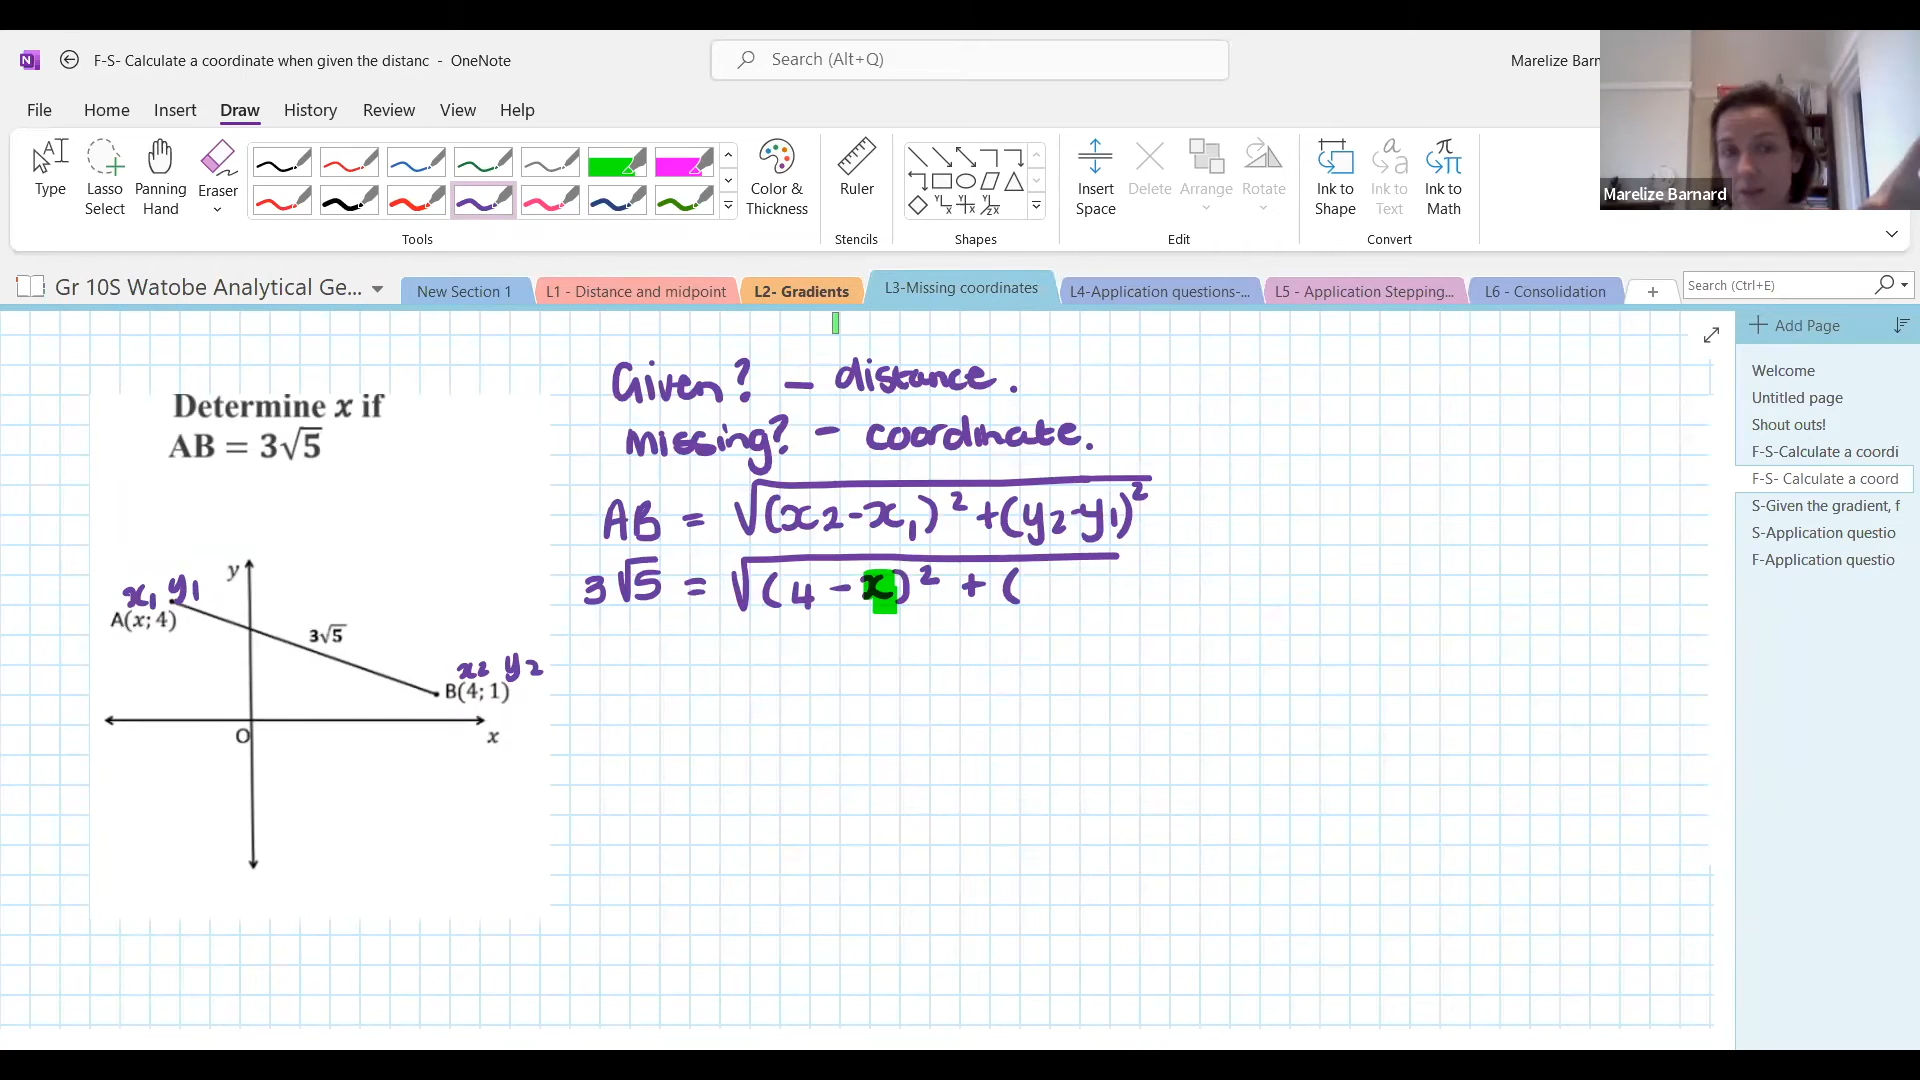 F-S- Calculate a coordinate when given the distanc - OneNote
Search (Alt+Q)
Marelize Barn
File Home Insert Draw History Review View Help
Type
Lasso Select
Panning Hand
Eraser
Color & Thickness
Ruler
Insert Space
Delete
Arrange
Rotate
Ink to Shape
Ink to Text
Ink to Math
Marelize Barnard
Tools Stencils Shapes Edit Convert
Gr 10S Watobe Analytical Ge...
New Section 1
L1 - Distance and midpoint
L2- Gradients
L3-Missing coordinates
L4-Application questions-...
L5 - Application Stepping...
L6 - Consolidation
+
Search (Ctrl+E)
Add Page
Welcome
Untitled page
Shout outs!
F-S-Calculate a coordi
F-S- Calculate a coord
S-Given the gradient, f
S-Application questio
F-Application questio
Determine x if
AB = 3√5
y
x₁ y₁
A(x; 4)
3√5
x₂ y₂
B(4; 1)
O
x
Given? – distance.
missing? – coordinate.
AB = √(x₂-x₁)² + (y₂-y₁)²
3√5 = √(4 - x)² + (